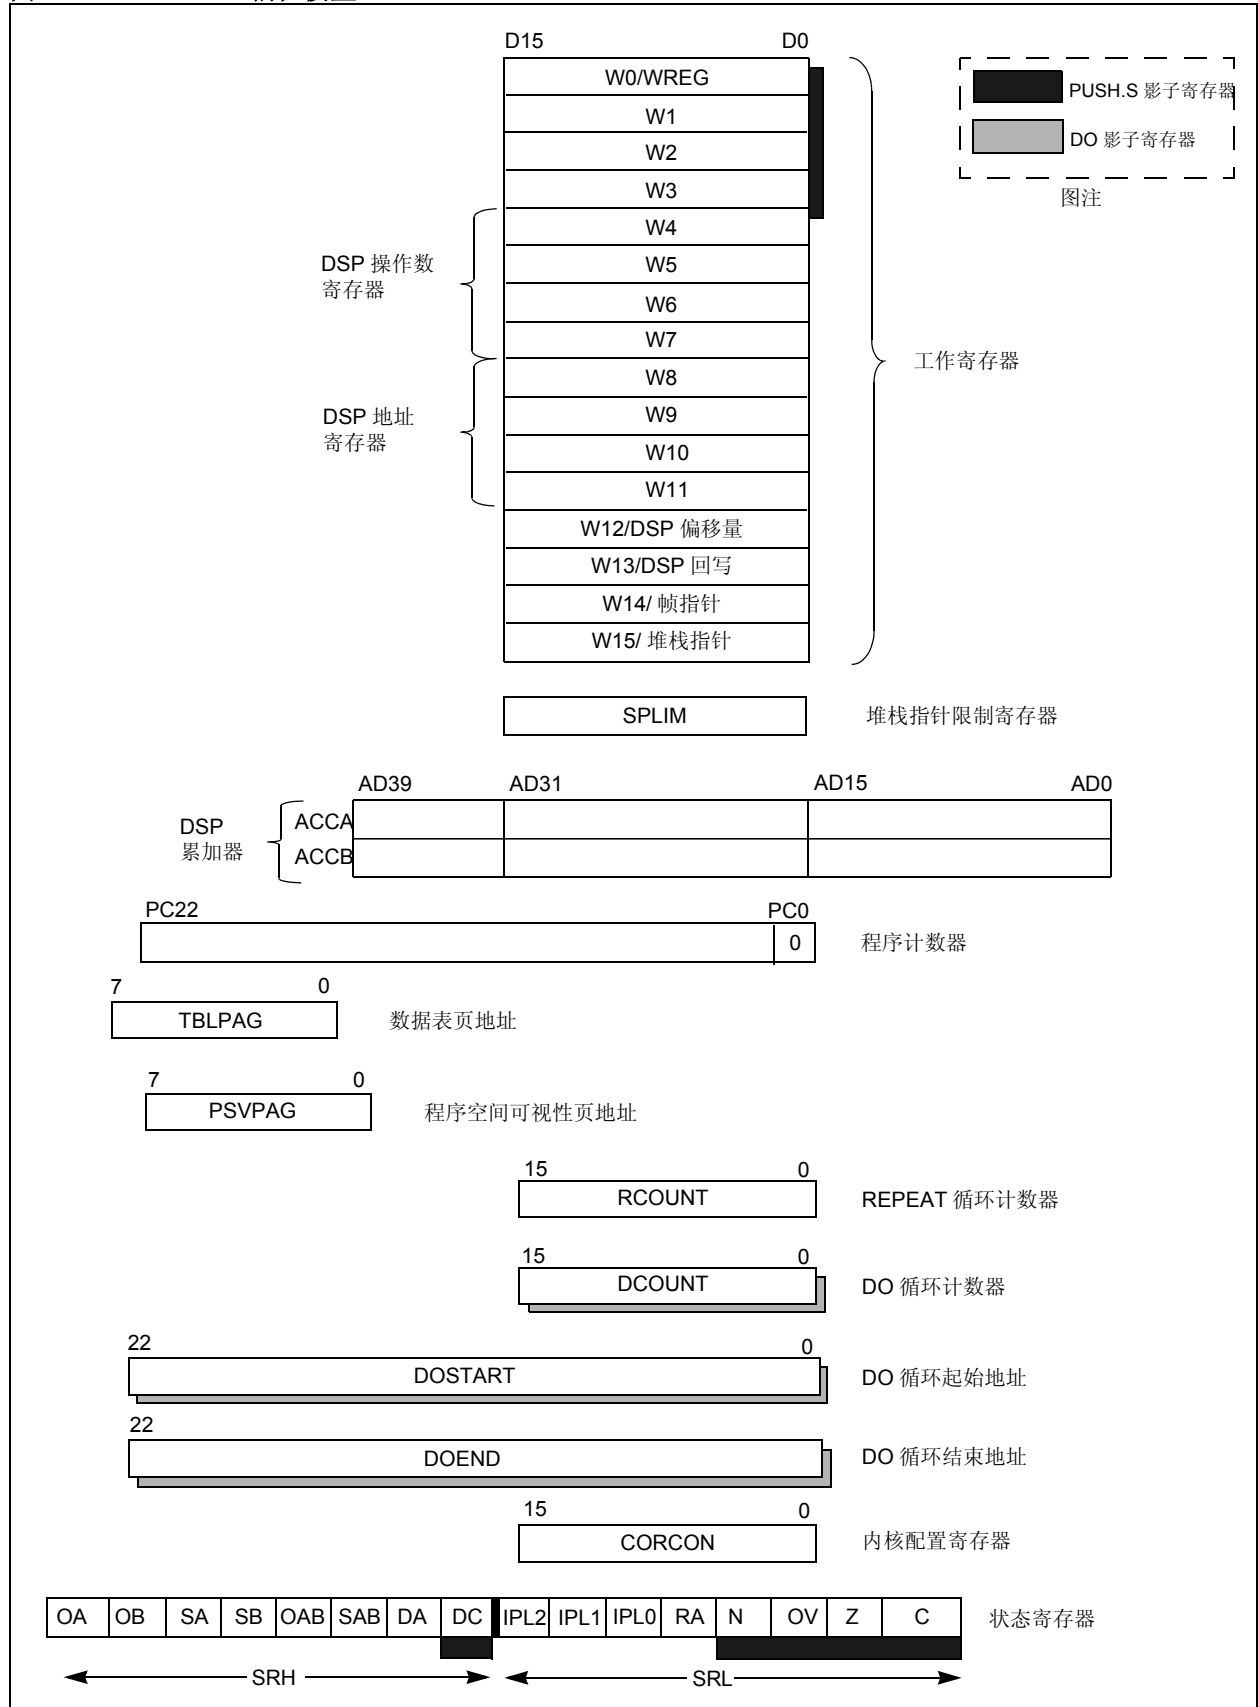 D15 D0
W0/WREG
PUSH.S 影子寄存器
W1
DO 影子寄存器
W2
W3
图注
W4
DSP 操作数
寄存器
W5
W6
W7
工作寄存器
W8
DSP 地址
寄存器
W9
W10
W11
W12/DSP 偏移量
W13/DSP 回写
W14/ 帧指针
W15/ 堆栈指针
SPLIM 堆栈指针限制寄存器
AD39 AD31 AD15 AD0
DSP
累加器
ACCA
ACCB
PC22 PC0
0 程序计数器
7 0
TBLPAG 数据表页地址
7 0
PSVPAG 程序空间可视性页地址
15 0
RCOUNT REPEAT 循环计数器
15 0
DCOUNT DO 循环计数器
22 0
DOSTART DO 循环起始地址
22
DOEND DO 循环结束地址
15 0
CORCON 内核配置寄存器
OA OB SA SB OAB SAB DA DC IPL2 IPL1 IPL0 RA N OV Z C 状态寄存器
SRH SRL